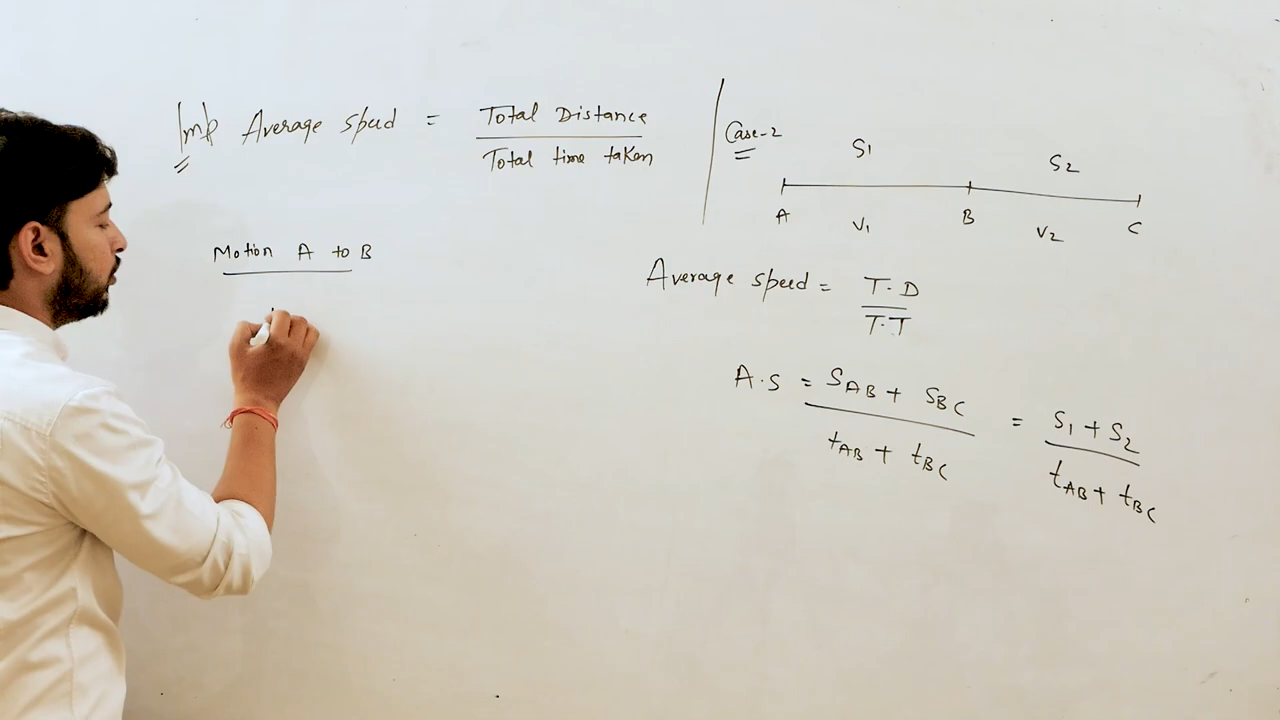 Imp Average speed = Total Distance
Total time taken
Motion A to B
Case-2
S1 S2
A V1 B V2 C
Average speed = T.D
T.T
A.S = SAB + SBC = S1 + S2
tAB + tBC tAB + tBC